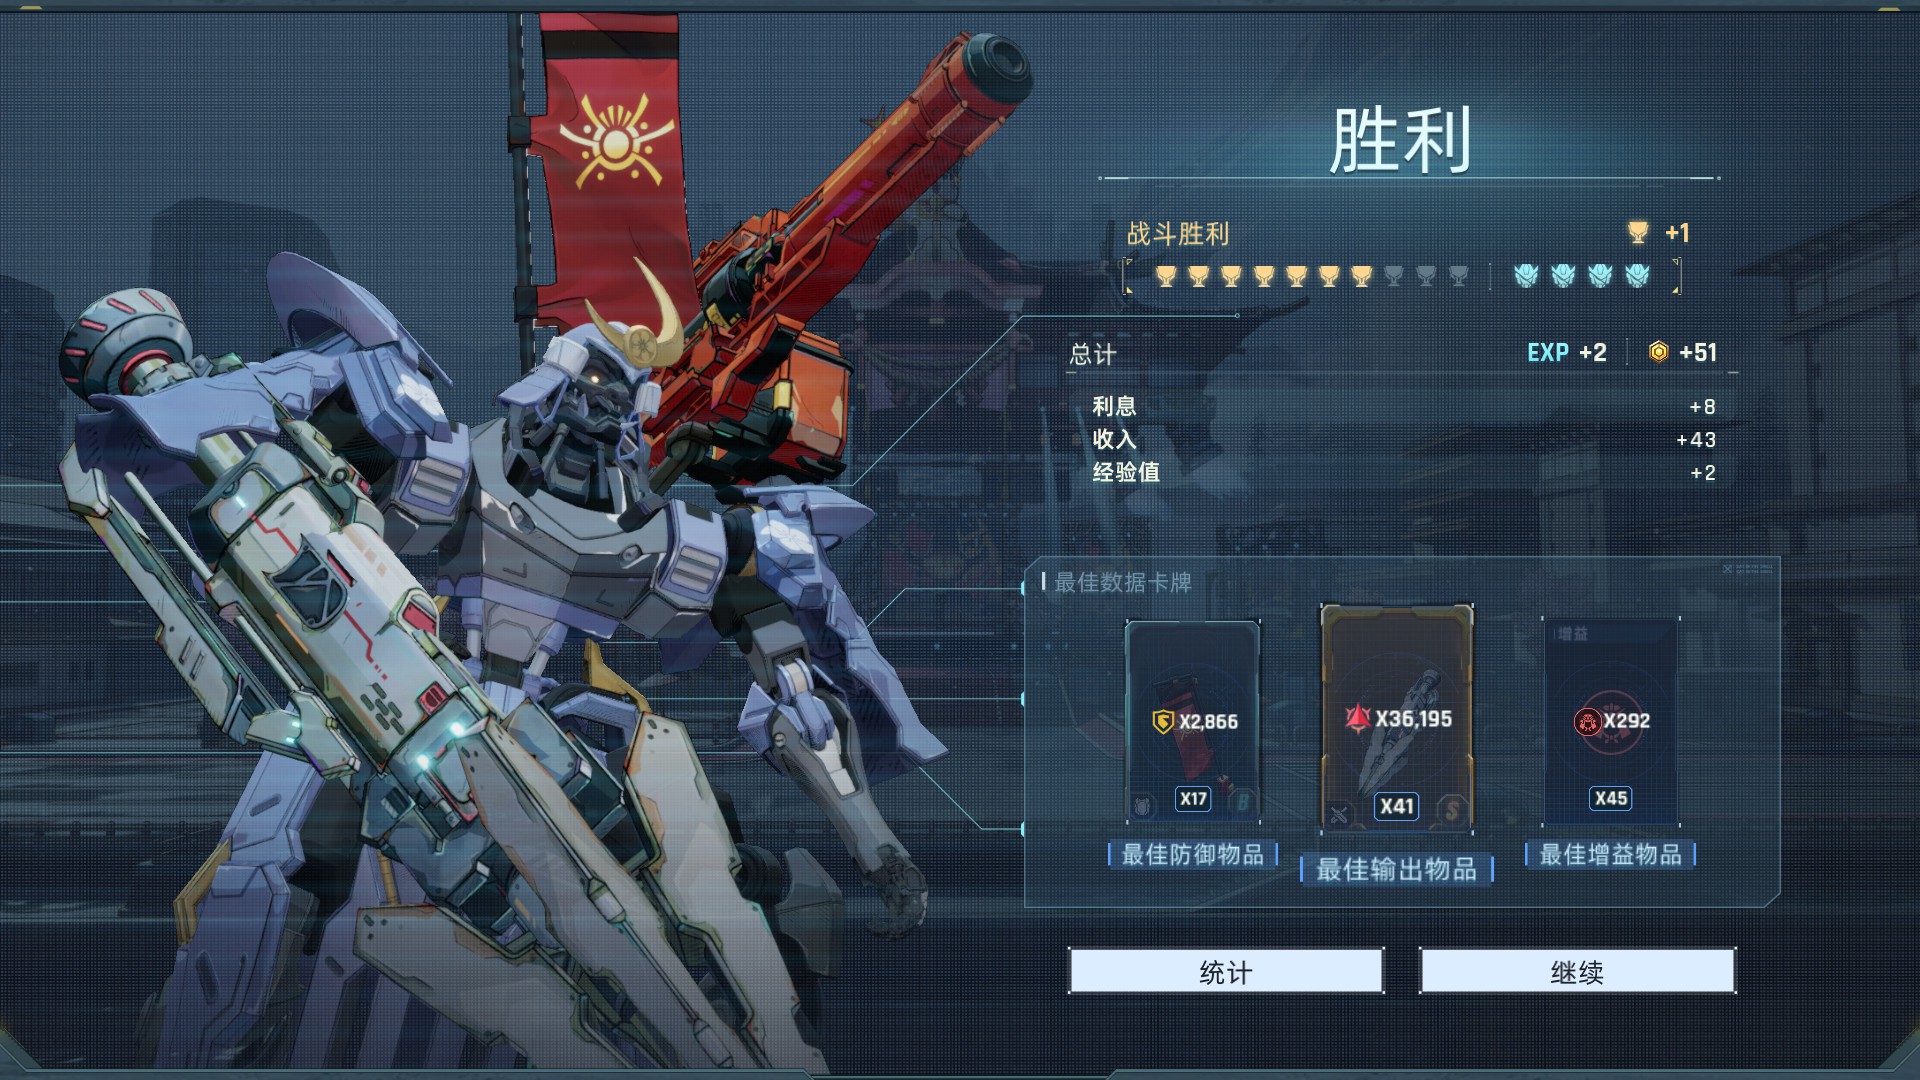 胜利
战斗胜利 +1
总计 EXP +2 +51
利息 +8
收入 +43
经验值 +2
最佳数据卡牌
增益
X2,866
X36,195
X292
X17
B
X41
S
X45
最佳防御物品
最佳输出物品
最佳增益物品
统计
继续